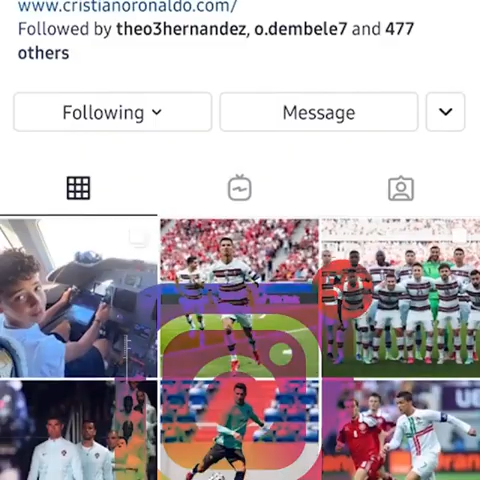 www.cristianoronaldo.com/
Followed by theo3hernandez, o.dembele7 and 477
others
Following
Message